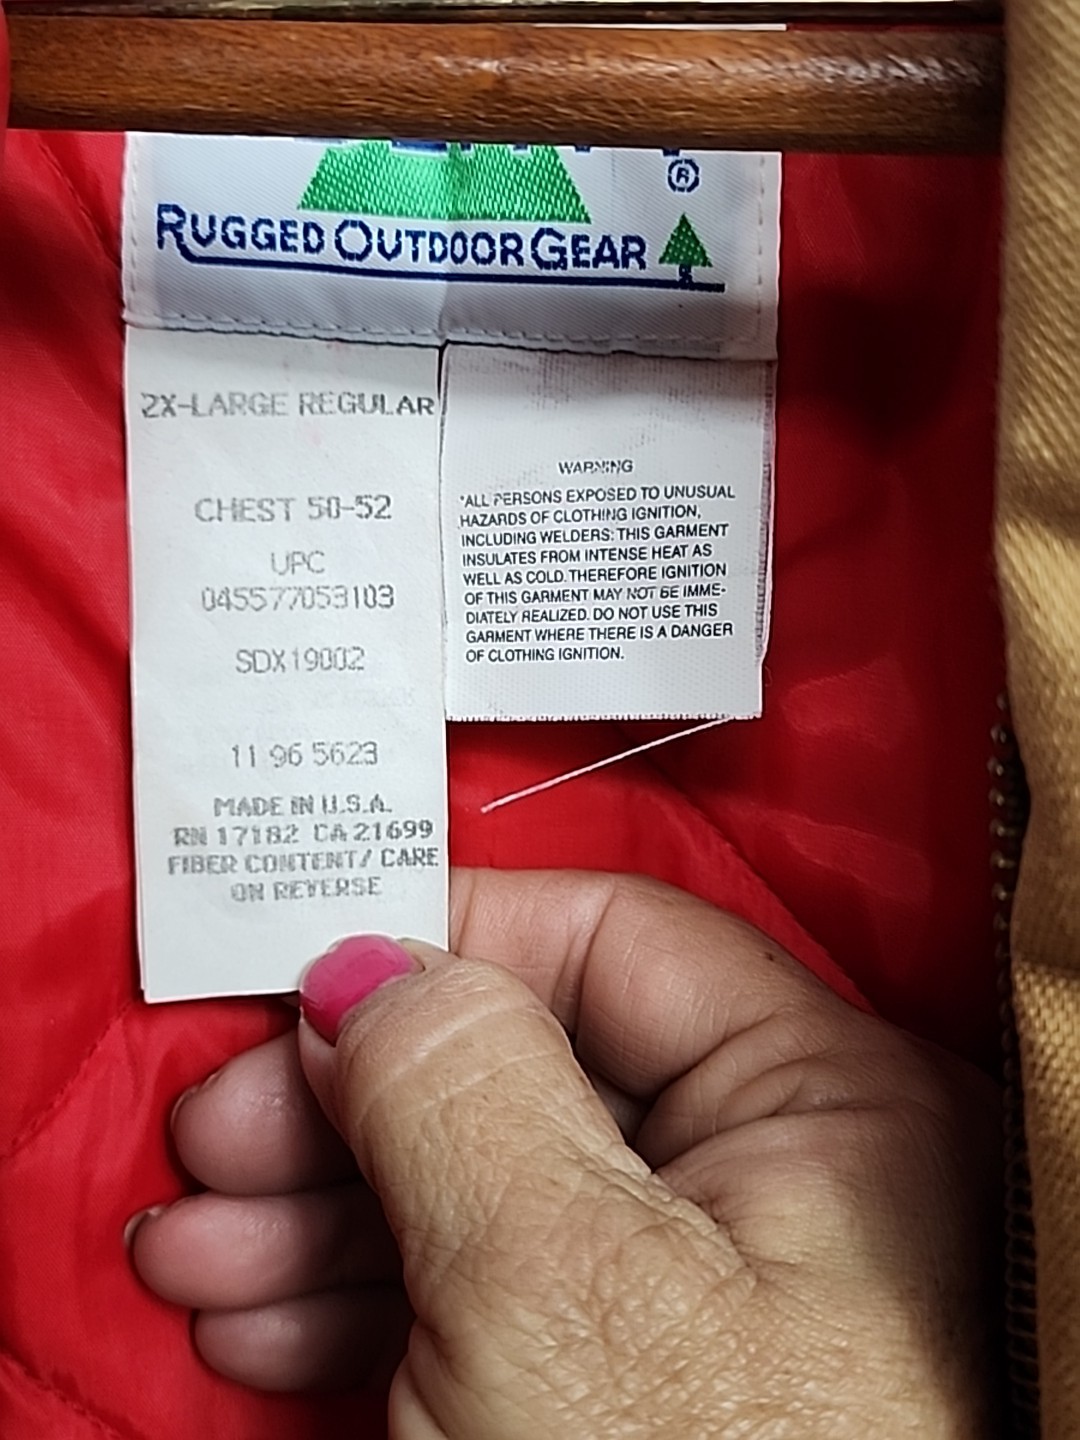 ®
RUGGED OUTDOOR GEAR
2X-LARGE REGULAR
CHEST 50-52
UPC
045577053103
SDX19002
11 96 5623
MADE IN U.S.A.
RN 17182 CA 21699
FIBER CONTENT/ CARE
ON REVERSE
WARNING
*ALL PERSONS EXPOSED TO UNUSUAL
HAZARDS OF CLOTHING IGNITION,
INCLUDING WELDERS: THIS GARMENT
INSULATES FROM INTENSE HEAT AS
WELL AS COLD. THEREFORE IGNITION
OF THIS GARMENT MAY NOT BE IMME-
DIATELY REALIZED. DO NOT USE THIS
GARMENT WHERE THERE IS A DANGER
OF CLOTHING IGNITION.